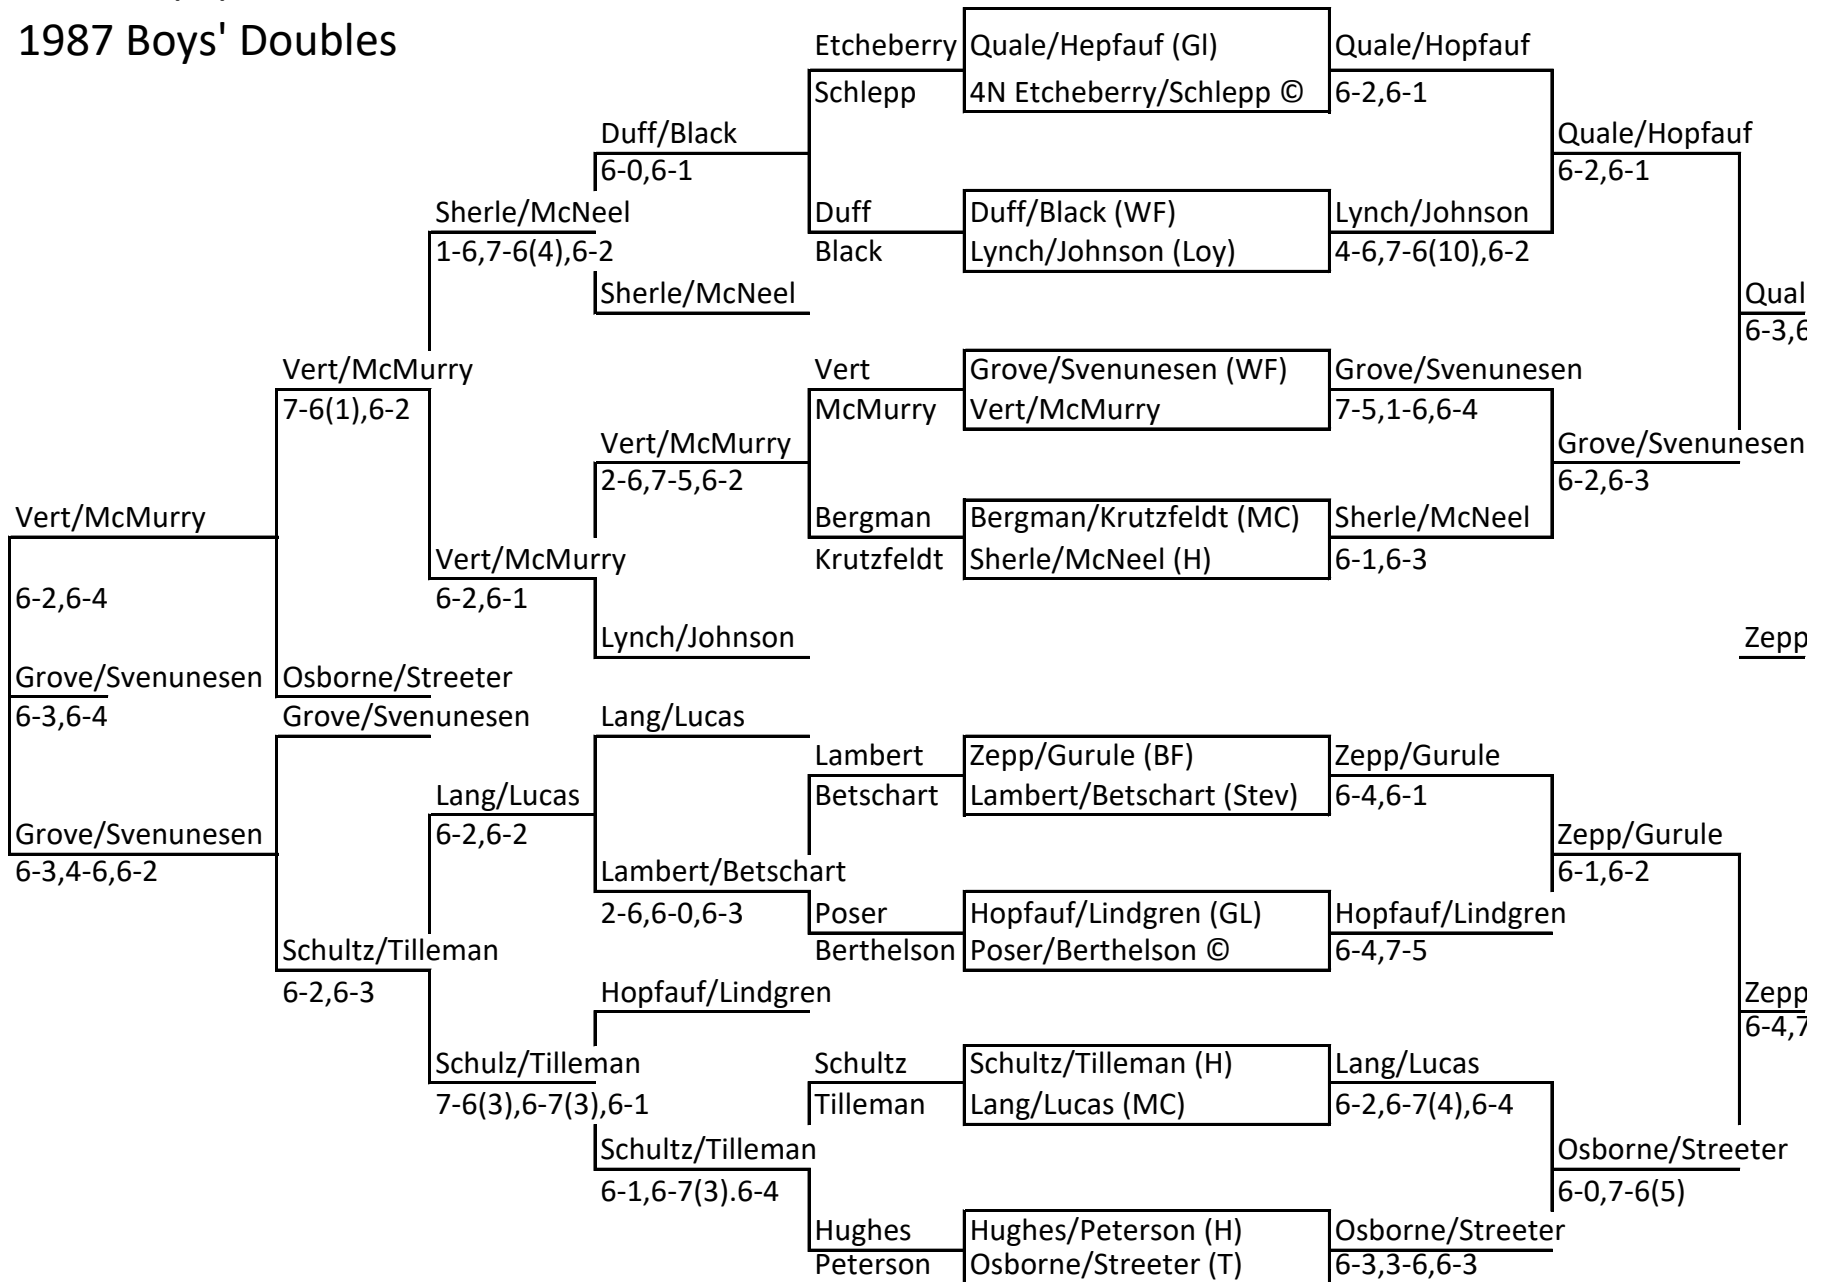 1987 Boys' Doubles
Etcheberry Quale/Hepfauf (Gl) Quale/Hopfauf
Schlepp 4N Etcheberry/Schlepp © 6-2,6-1
Duff/Black Quale/Hopfauf
6-0,6-1 6-2,6-1
Sherle/McNeel Duff Duff/Black (WF) Lynch/Johnson
1-6,7-6(4),6-2 Black Lynch/Johnson (Loy) 4-6,7-6(10),6-2
Sherle/McNeel Qual
6-3,6
Vert/McMurry Vert Grove/Svenunesen (WF) Grove/Svenunesen
7-6(1),6-2 McMurry Vert/McMurry 7-5,1-6,6-4
Vert/McMurry Grove/Svenunesen
2-6,7-5,6-2 6-2,6-3
Vert/McMurry Bergman Bergman/Krutzfeldt (MC) Sherle/McNeel
Vert/McMurry Krutzfeldt Sherle/McNeel (H) 6-1,6-3
6-2,6-4 6-2,6-1
Lynch/Johnson Zepp
Grove/Svenunesen Osborne/Streeter
6-3,6-4 Grove/Svenunesen Lang/Lucas
Lambert Zepp/Gurule (BF) Zepp/Gurule
Lang/Lucas Betschart Lambert/Betschart (Stev) 6-4,6-1
Grove/Svenunesen 6-2,6-2 Zepp/Gurule
6-3,4-6,6-2 Lambert/Betschart 6-1,6-2
2-6,6-0,6-3 Poser Hopfauf/Lindgren (GL) Hopfauf/Lindgren
Schultz/Tilleman Berthelson Poser/Berthelson © 6-4,7-5
6-2,6-3 Hopfauf/Lindgren Zepp
6-4,7
Schulz/Tilleman Schultz Schultz/Tilleman (H) Lang/Lucas
7-6(3),6-7(3),6-1 Tilleman Lang/Lucas (MC) 6-2,6-7(4),6-4
Schultz/Tilleman Osborne/Streeter
6-1,6-7(3).6-4 6-0,7-6(5)
Hughes Hughes/Peterson (H) Osborne/Streeter
Peterson Osborne/Streeter (T) 6-3,3-6,6-3